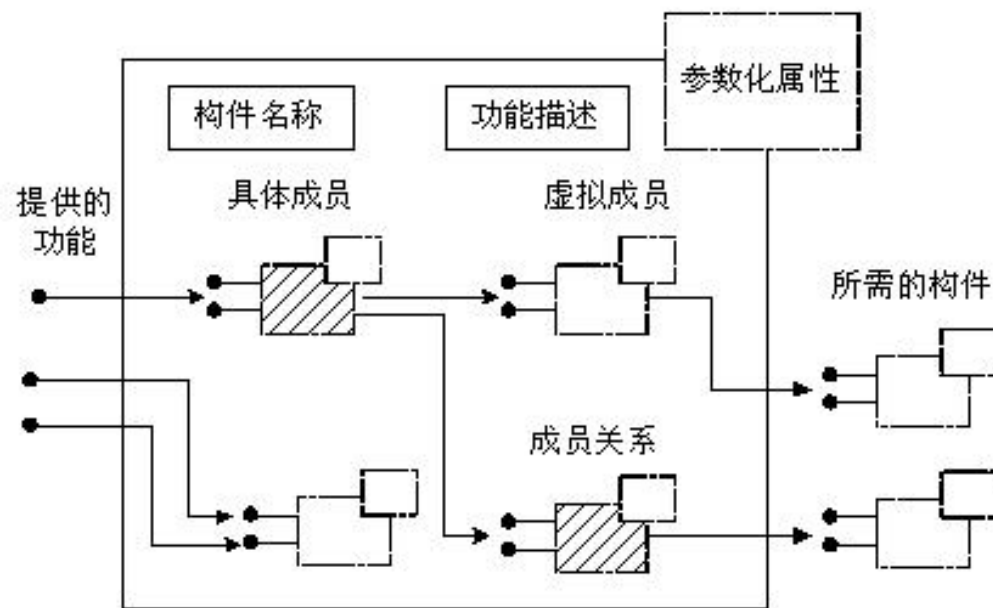 参数化属性
构件名称
功能描述
提供的
功能
具体成员
虚拟成员
所需的构件
成员关系